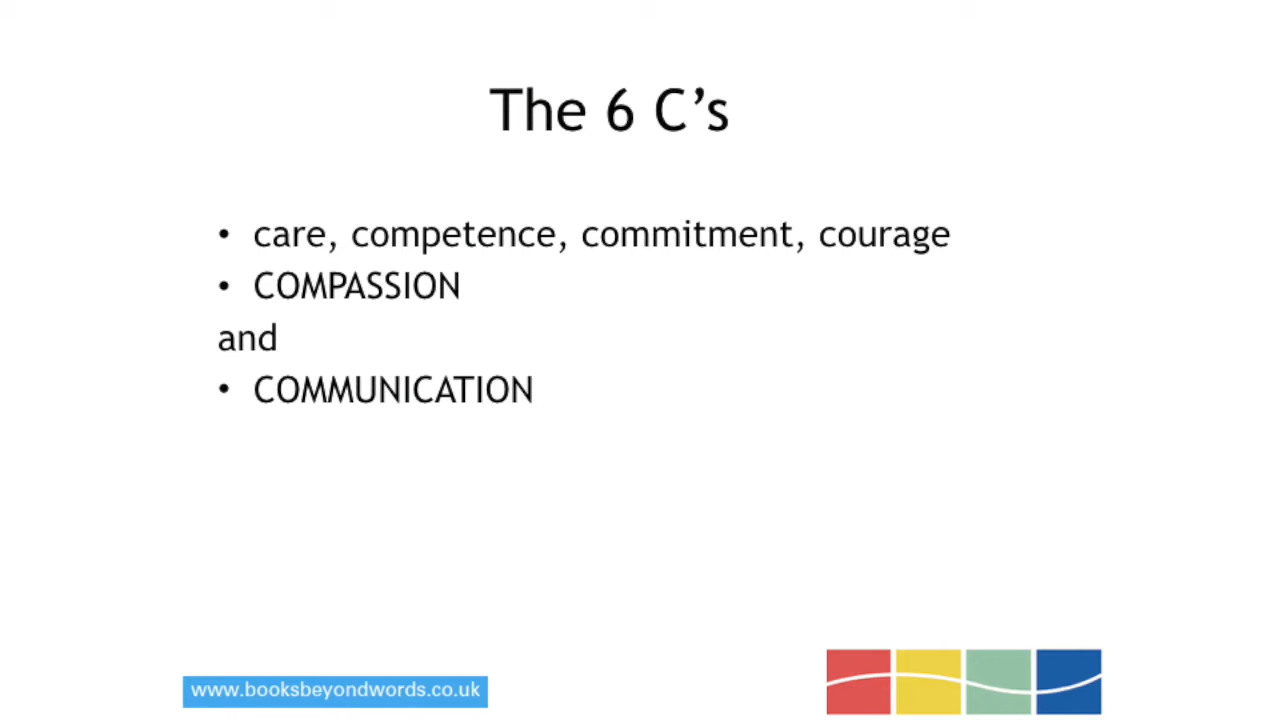 The 6 C’s
• care, competence, commitment, courage
• COMPASSION
and
• COMMUNICATION
www.booksbeyondwords.co.uk